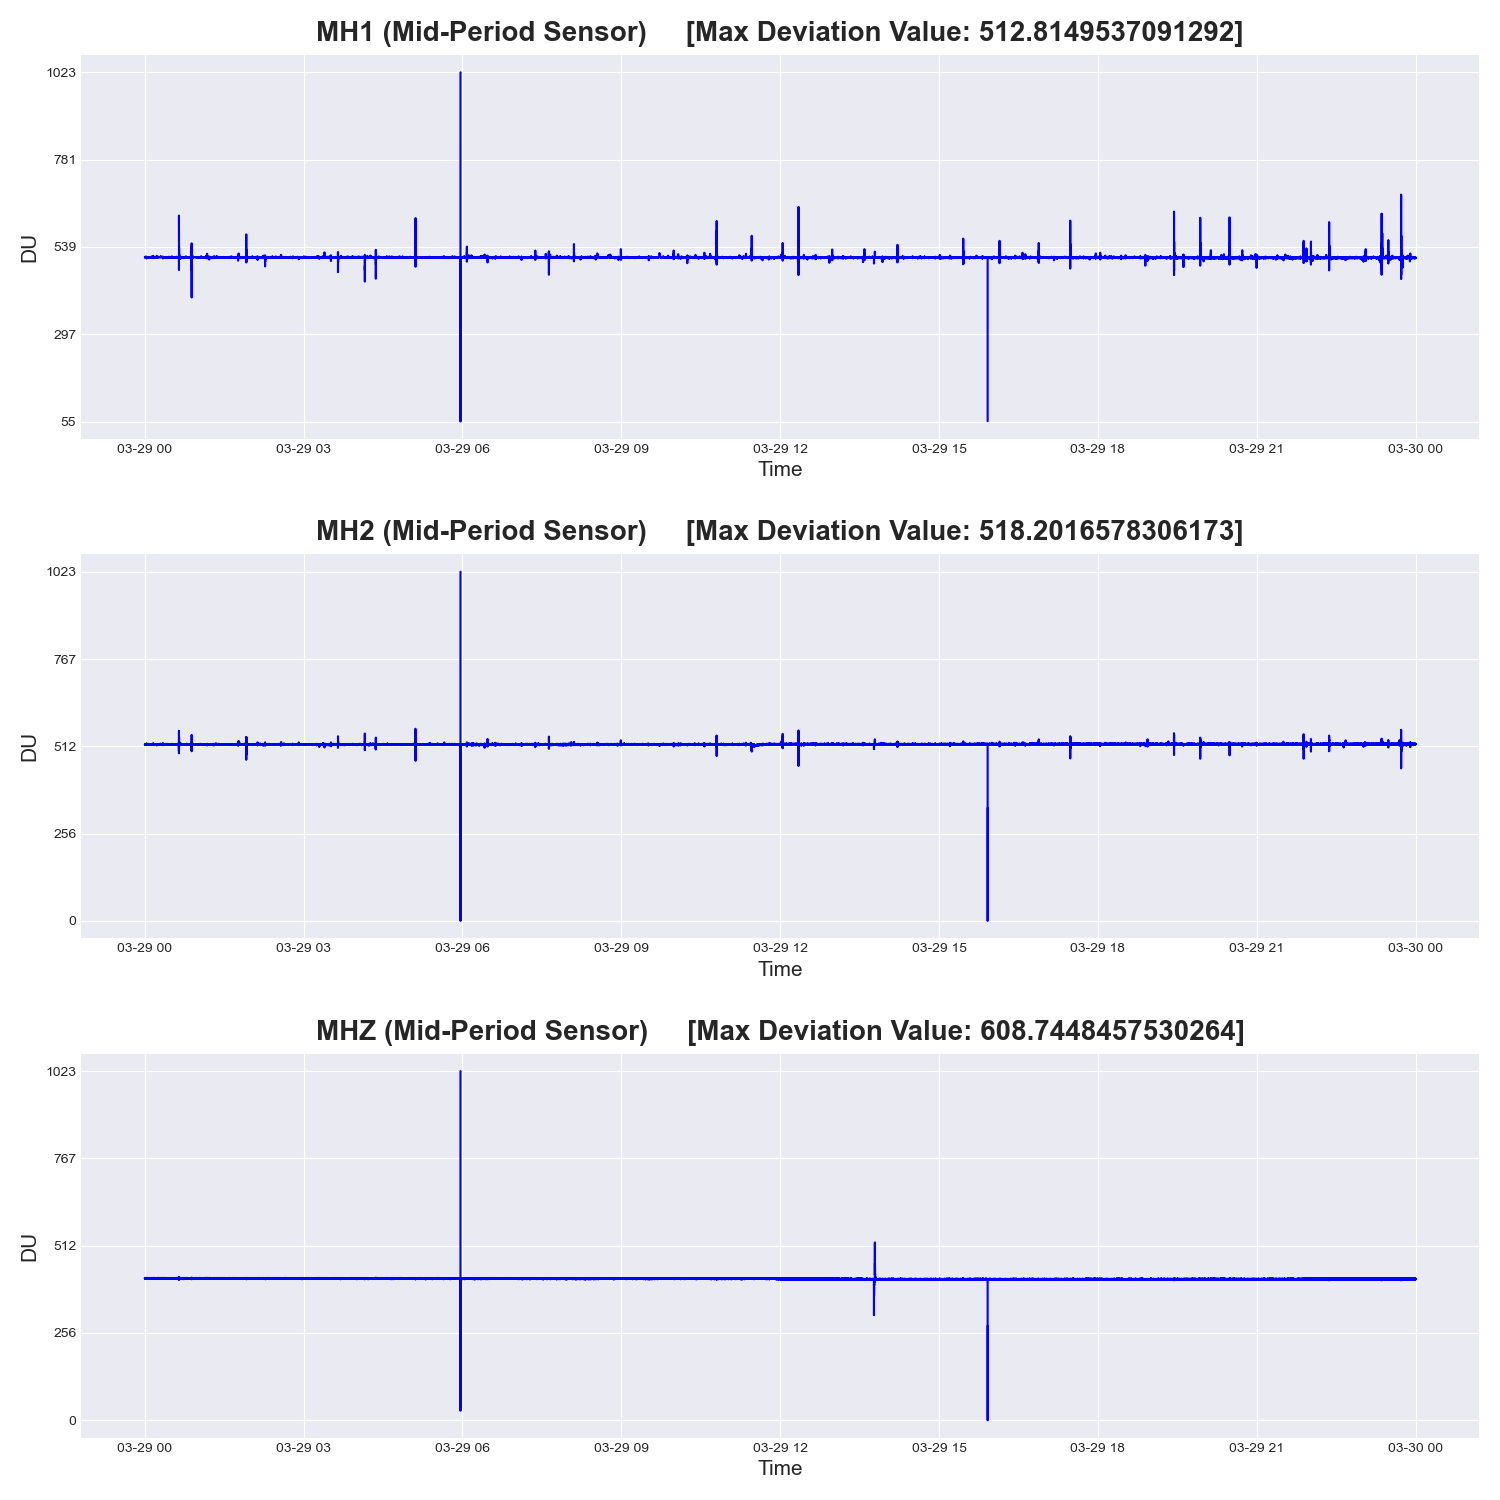 MH1 (Mid-Period Sensor) [Max Deviation Value: 512.8149537091292]
1023
781
539
297
55
DU
03-29 00 03-29 03 03-29 06 03-29 09 03-29 12 03-29 15 03-29 18 03-29 21 03-30 00
Time
MH2 (Mid-Period Sensor) [Max Deviation Value: 518.2016578306173]
1023
767
512
256
0
DU
03-29 00 03-29 03 03-29 06 03-29 09 03-29 12 03-29 15 03-29 18 03-29 21 03-30 00
Time
MHZ (Mid-Period Sensor) [Max Deviation Value: 608.7448457530264]
1023
767
512
256
0
DU
03-29 00 03-29 03 03-29 06 03-29 09 03-29 12 03-29 15 03-29 18 03-29 21 03-30 00
Time